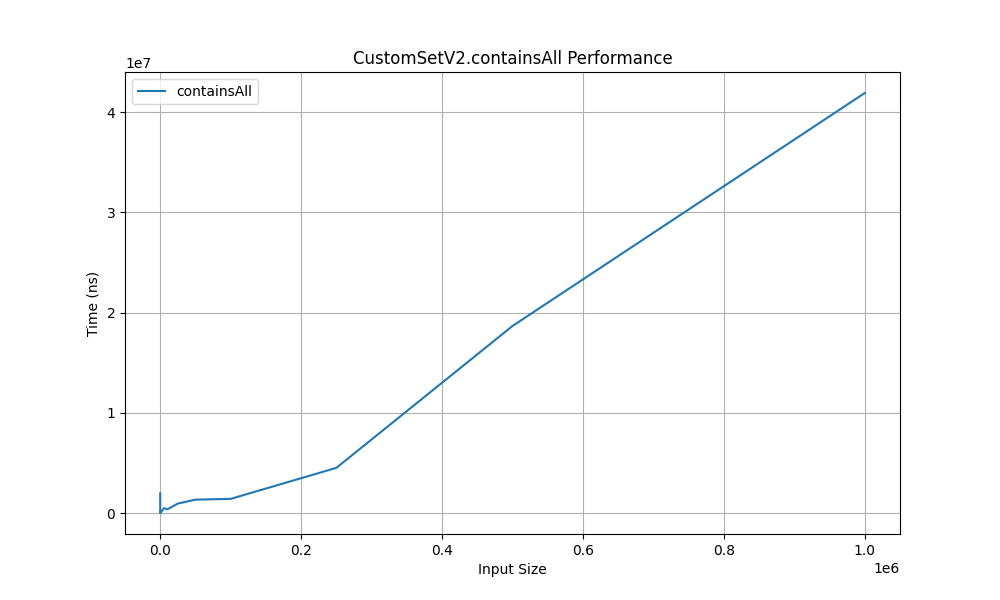 CustomSetV2.containsAll Performance
1e7
containsAll
4
3
2
1
0
Time (ns)
0.0 0.2 0.4 0.6 0.8 1.0
Input Size
1e6